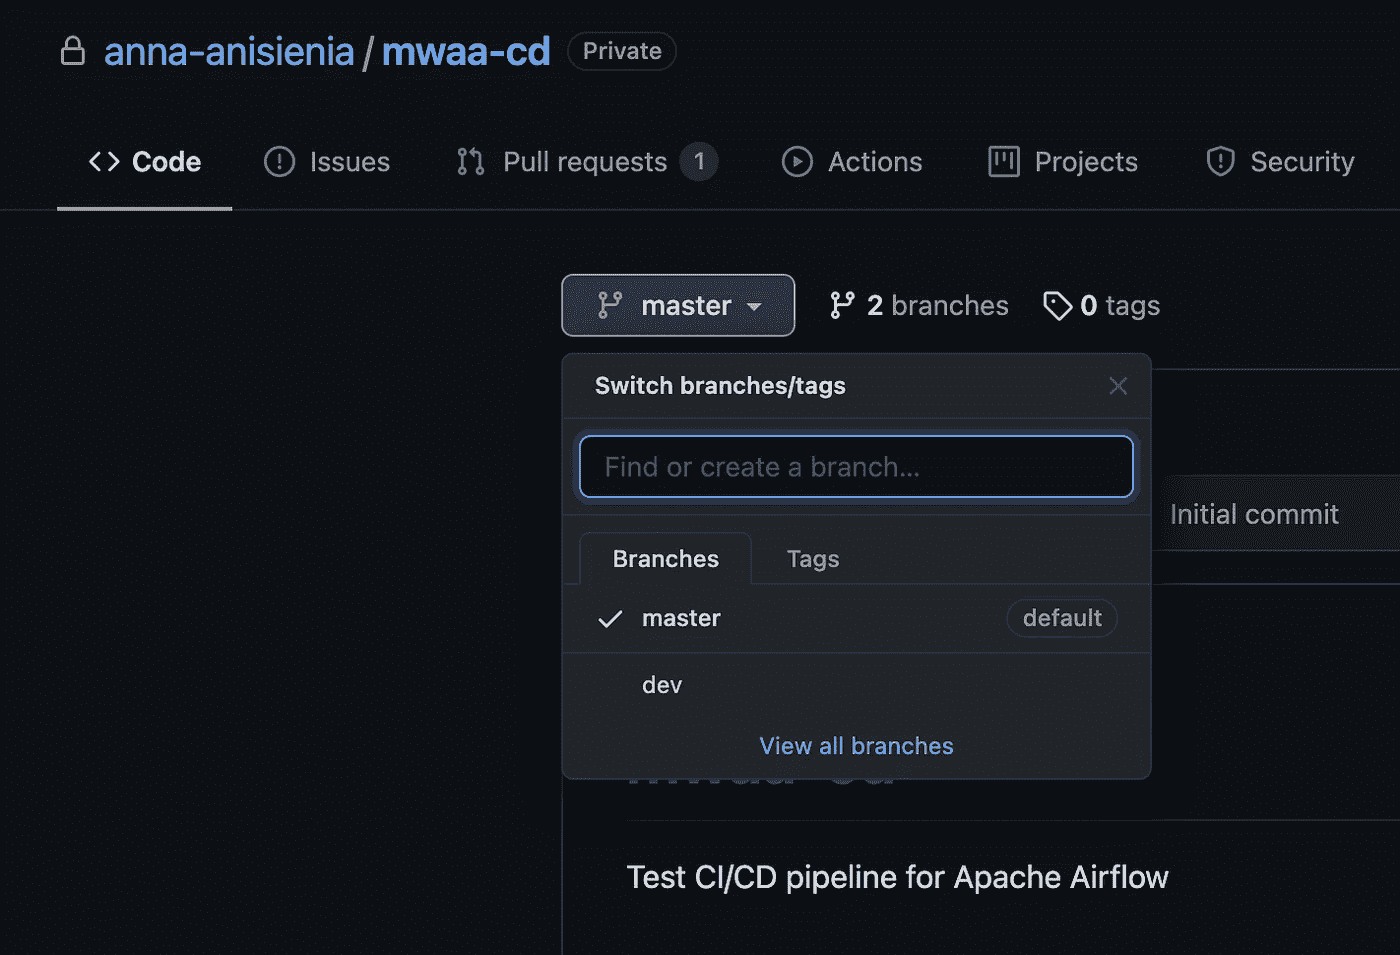 anna-anisienia / mwaa-cd Private
Code Issues Pull requests 1 Actions Projects Security
master 2 branches 0 tags
Switch branches/tags
Find or create a branch...
Initial commit
Branches Tags
master default
dev
View all branches
Test CI/CD pipeline for Apache Airflow